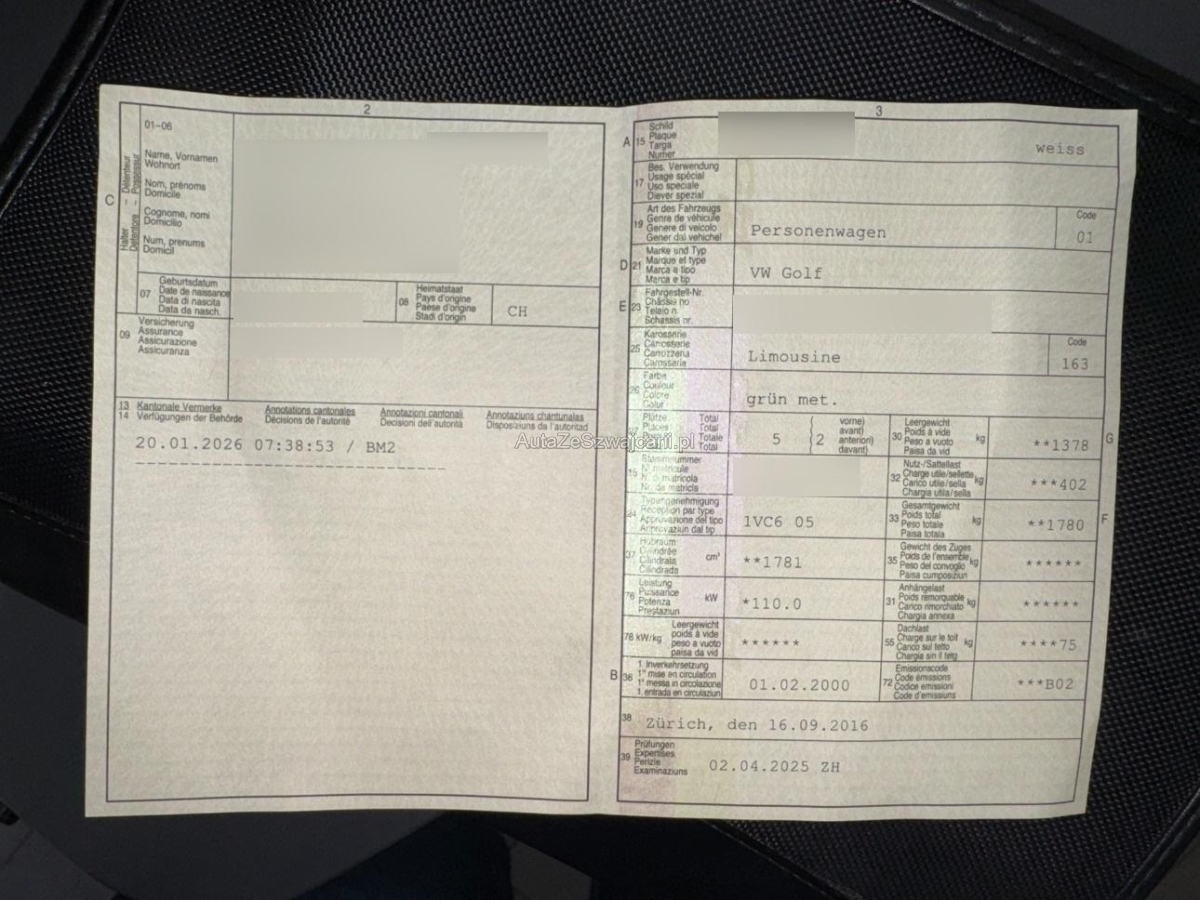 2
01-06
C
Halter - Détenteur
Detentore - Possessur
Name, Vornamen
Wohnort
Nom, prénoms
Domicile
Cognome, nomi
Domicilio
Num, prenums
Domicil
07
Geburtsdatum
Date de naissance
Data di nascita
Data da nasch.
08
Heimatstaat
Pays d'origine
Paese d'origine
Stadi d'origin
CH
09
Versicherung
Assurance
Assicurazione
Assicuranza
13 Kantonale Vermerke Annotations cantonales Annotazioni cantonali Annotaziuns chantunalas
14 Verfügungen der Behörde Décisions de l'autorité Decisioni dell'autorità Disposiziuns da l'autoritad
20.01.2026 07:38:53 / BM2
AutaZeSzwajcarii.pl
3
A 15
Schild
Plaque
Targa
Numer
weiss
17
Bes. Verwendung
Usage spécial
Uso speciale
Diever spezial
19
Art des Fahrzeugs
Genre de véhicule
Genere di veicolo
Gener dal vehichel
Personenwagen
Code
01
D 21
Marke und Typ
Marque et type
Marca e tipo
Marca e tip
VW Golf
E 23
Fahrgestell-Nr.
Châssis no
Telaio n.
Schassis nr.
25
Karosserie
Carrosserie
Carrozzeria
Carossaria
Limousine
Code
163
26
Farbe
Couleur
Colore
Colur
grün met.
Plätze Total
Places Total
Totale
Total
5
2
vorne)
avant)
anteriori)
davant)
30
Leergewicht
Poids à vide
Peso a vuoto
Paisa da vid
kg
**1378
G
Stammnummer
N° matricule
N. di matricola
Nr. da matricla
32
Nutz-/Sattellast
Charge utile/sellette
Carico utile/sella
Chargia utila/sella
kg
***402
24
Typengenehmigung
Réception par type
Approvazione del tipo
Approvaziun dal tip
1VC6 05
33
Gesamtgewicht
Poids total
Peso totale
Paisa totala
kg
**1780
F
37
Hubraum
Cylindrée
Cilindrata
Cilindrada
cm³
**1781
35
Gewicht des Zuges
Poids de l'ensemble
Peso del convoglio
Paisa cumposiziun
kg
******
76
Leistung
Puissance
Potenza
Prestaziun
kW
*110.0
31
Anhängelast
Poids remorquable
Carico rimorchiato
Chargia annexa
kg
******
78 kW/kg
Leergewicht
poids à vide
peso a vuoto
paisa da vid
******
55
Dachlast
Charge sur le toit
Carico sul tetto
Chargia sin il tetg
kg
****75
B 36
1. Inverkehrsetzung
1re mise en circulation
1a messa in circolazione
1. entrada en circulaziun
01.02.2000
72
Emissionscode
Code émissions
Codice emissioni
Code d'emissiuns
***B02
38
Zürich, den 16.09.2016
39
Prüfungen
Expertises
Perizie
Examinaziuns
02.04.2025 ZH